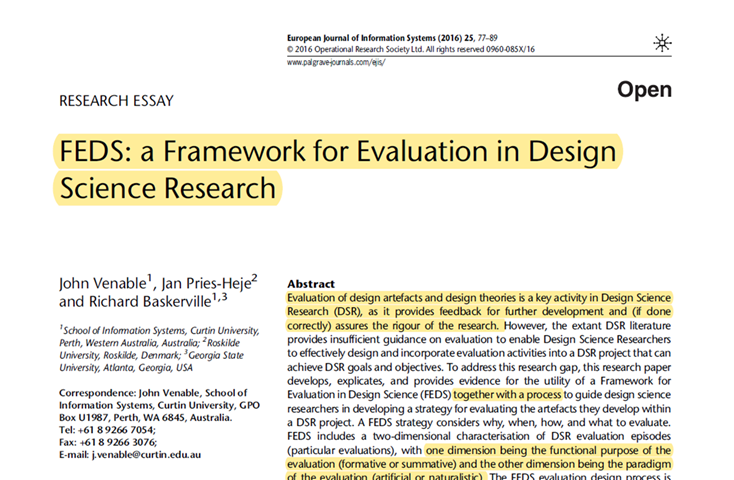 European Journal of Information Systems (2016) 25, 77–89
© 2016 Operational Research Society Ltd. All rights reserved 0960-085X/16
www.palgrave-journals.com/ejis/
Open
RESEARCH ESSAY
FEDS: a Framework for Evaluation in Design
Science Research
John Venable1, Jan Pries-Heje2
and Richard Baskerville1,3
1School of Information Systems, Curtin University,
Perth, Western Australia, Australia; 2Roskilde
University, Roskilde, Denmark; 3Georgia State
University, Atlanta, Georgia, USA
Correspondence: John Venable, School of
Information Systems, Curtin University, GPO
Box U1987, Perth, WA 6845, Australia.
Tel: +61 8 9266 7054;
Fax: +61 8 9266 3076;
E-mail: j.venable@curtin.edu.au
Abstract
Evaluation of design artefacts and design theories is a key activity in Design Science
Research (DSR), as it provides feedback for further development and (if done
correctly) assures the rigour of the research. However, the extant DSR literature
provides insufficient guidance on evaluation to enable Design Science Researchers
to effectively design and incorporate evaluation activities into a DSR project that can
achieve DSR goals and objectives. To address this research gap, this research paper
develops, explicates, and provides evidence for the utility of a Framework for
Evaluation in Design Science (FEDS) together with a process to guide design science
researchers in developing a strategy for evaluating the artefacts they develop within
a DSR project. A FEDS strategy considers why, when, how, and what to evaluate.
FEDS includes a two-dimensional characterisation of DSR evaluation episodes
(particular evaluations), with one dimension being the functional purpose of the
evaluation (formative or summative) and the other dimension being the paradigm
of the evaluation (artificial or naturalistic). The FEDS evaluation design process is